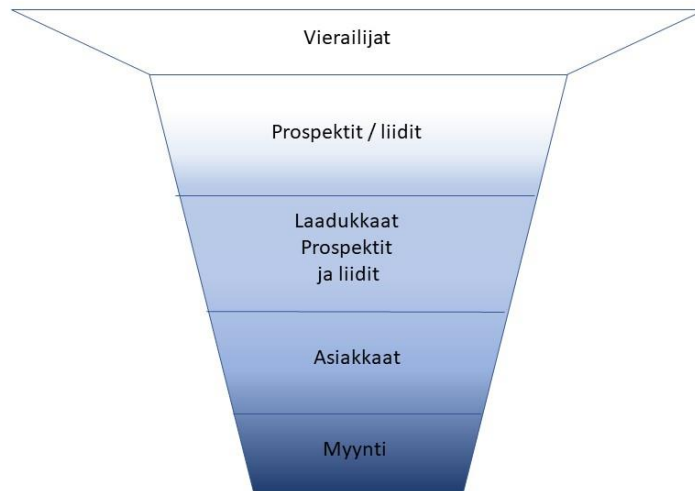 Vierailijat
Prospektit / liidit
Laadukkaat
Prospektit
ja liidit
Asiakkaat
Myynti